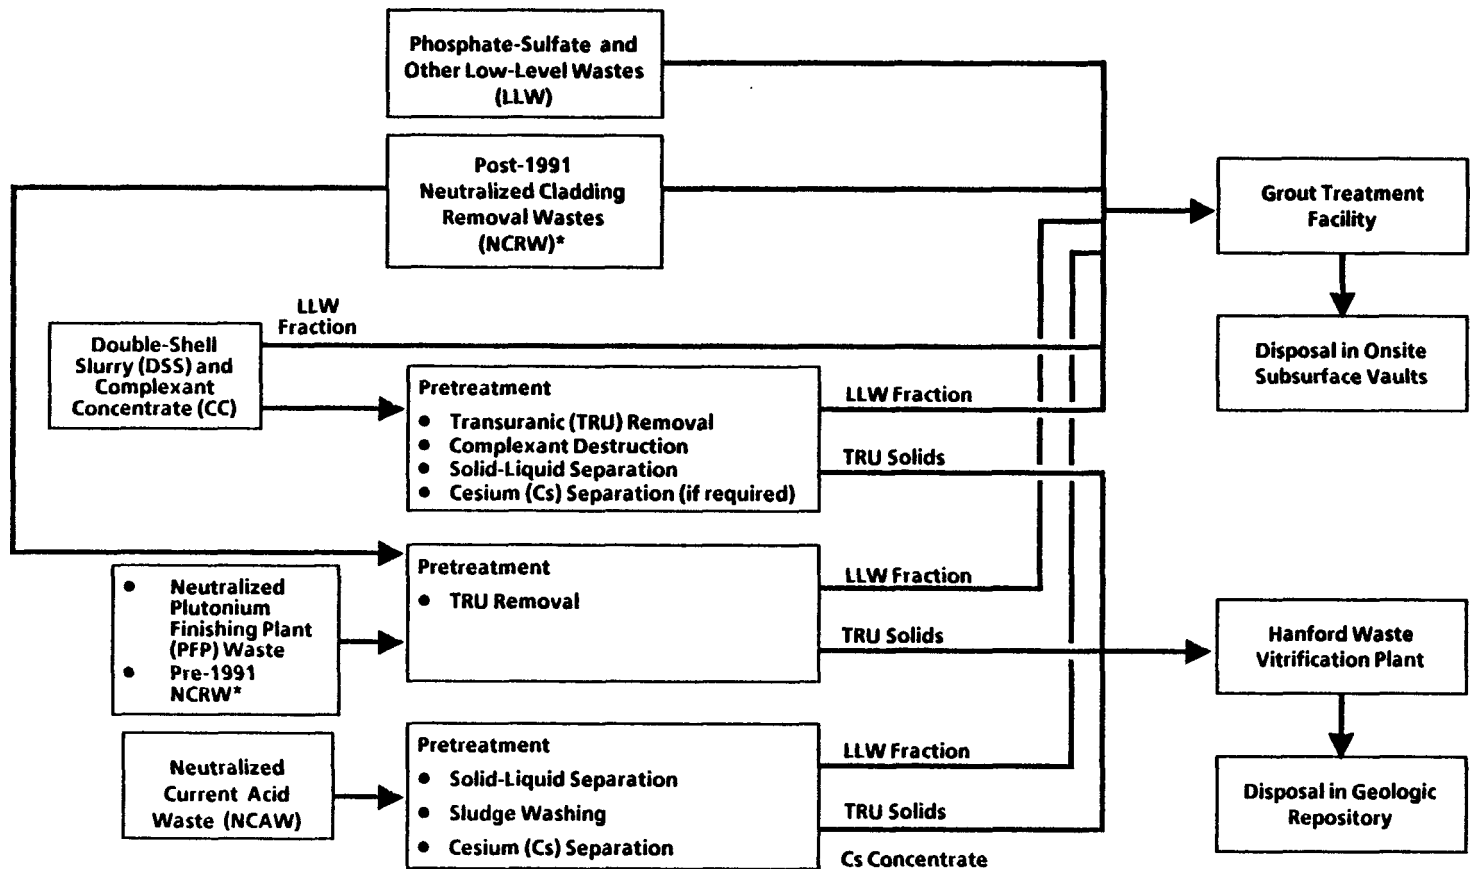 Phosphate-Sulfate and
Other Low-Level Wastes
(LLW)
Post-1991
Neutralized Cladding
Removal Wastes
(NCRW)*
Grout Treatment
Facility
Disposal in Onsite
Subsurface Vaults
LLW
Fraction
Double-Shell
Slurry (DSS) and
Complexant
Concentrate (CC)
Pretreatment
● Transuranic (TRU) Removal
● Complexant Destruction
● Solid-Liquid Separation
● Cesium (Cs) Separation (if required)
LLW Fraction
TRU Solids
● Neutralized
Plutonium
Finishing Plant
(PFP) Waste
● Pre-1991
NCRW*
Pretreatment
● TRU Removal
LLW Fraction
TRU Solids
Hanford Waste
Vitrification Plant
Disposal in Geologic
Repository
Neutralized
Current Acid
Waste (NCAW)
Pretreatment
● Solid-Liquid Separation
● Sludge Washing
● Cesium (Cs) Separation
LLW Fraction
TRU Solids
Cs Concentrate